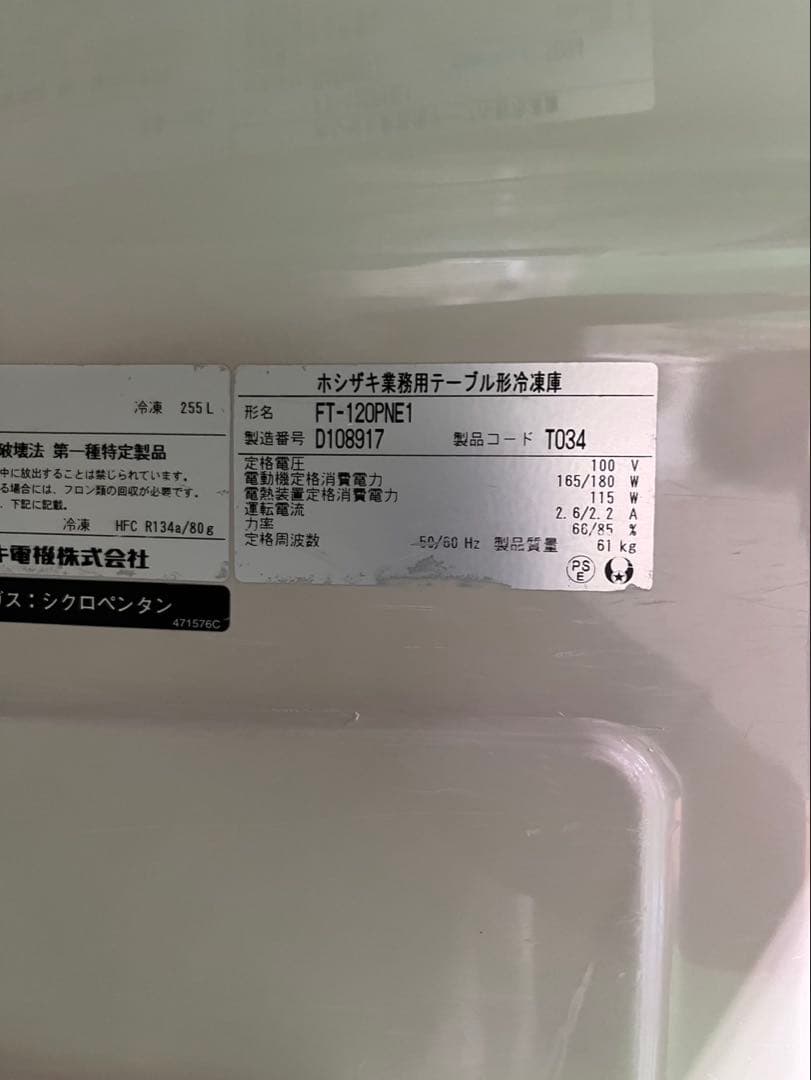 冷凍 255L
破壊法 第一種特定製品
中に放出することは禁じられています。
る場合には、フロン類の回収が必要です。
、下記に記載。
冷凍 HFC R134a/80g
キ電機株式会社
ガス：シクロペンタン
471576C
ホシザキ業務用テーブル形冷凍庫
形名 FT-120PNE1
製造番号 D108917 製品コード T034
定格電圧 100 V
電動機定格消費電力 165/180 W
電熱装置定格消費電力 115 W
運転電流 2.6/2.2 A
力率 66/85 %
定格周波数 50/60 Hz 製品質量 61 kg
PS
E